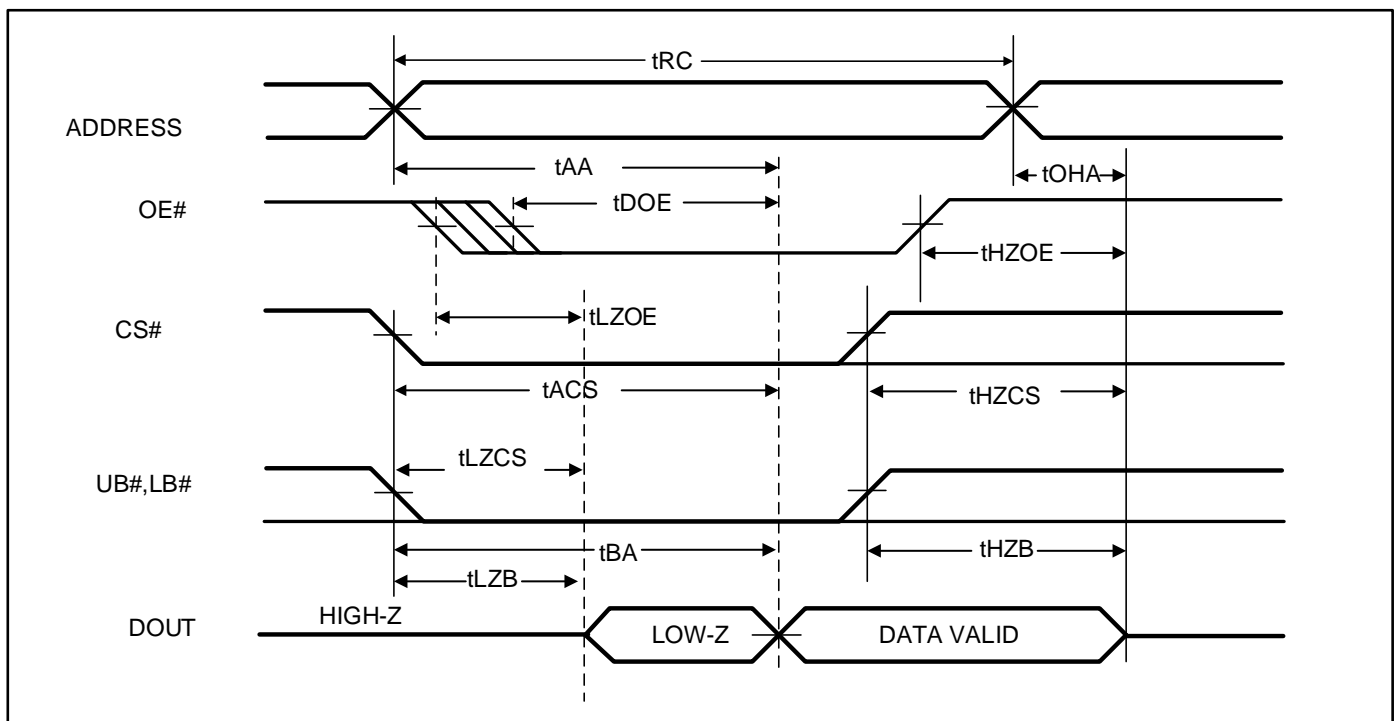 tRC
ADDRESS
tAA
tOHA
OE#
tDOE
tHZOE
tLZOE
CS#
tACS
tHZCS
tLZCS
UB#,LB#
tBA
tHZB
tLZB
HIGH-Z
DOUT
LOW-Z
DATA VALID